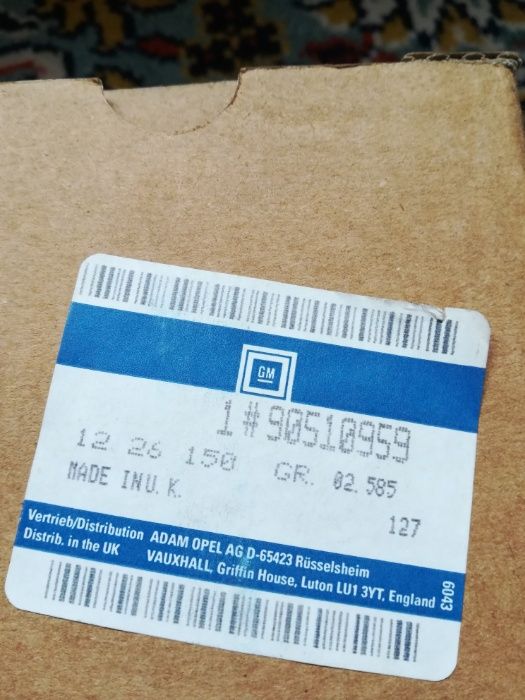 GM
1#90510959
12 26 150 GR. 02.585
MADE IN U.K.
127
Vertrieb/Distribution ADAM OPEL AG D-65423 Rüsselsheim
Distrib. in the UK VAUXHALL, Griffin House, Luton LU1 3YT, England
6043